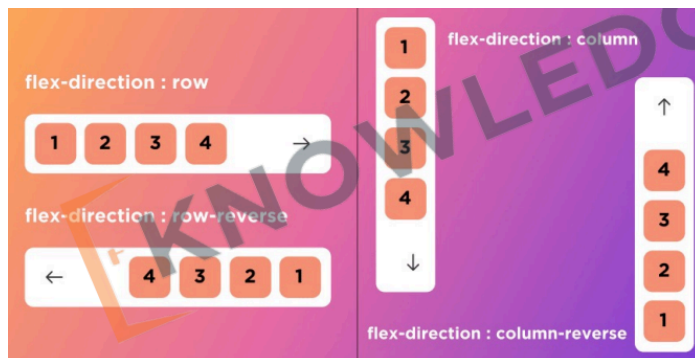 flex-direction : row
1 2 3 4 →
flex-direction : row-reverse
← 4 3 2 1
flex-direction : column
1
2
3
4
↓
↑
4
3
2
1
flex-direction : column-reverse
KNOWLEDG